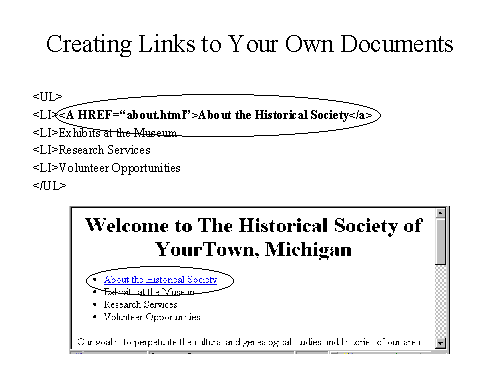 Creating Links to Your Own Documents
<UL>
<LI><A HREF=“about.html”>About the Historical Society</a>
<LI>Exhibits at the Museum
<LI>Research Services
<LI>Volunteer Opportunities
</UL>
Welcome to The Historical Society of
YourTown, Michigan
• About the Historical Society
• Exhibits at the Museum
• Research Services
• Volunteer Opportunities
Our goal is to perpetuate the cultural and genealogical studies and histories of our area